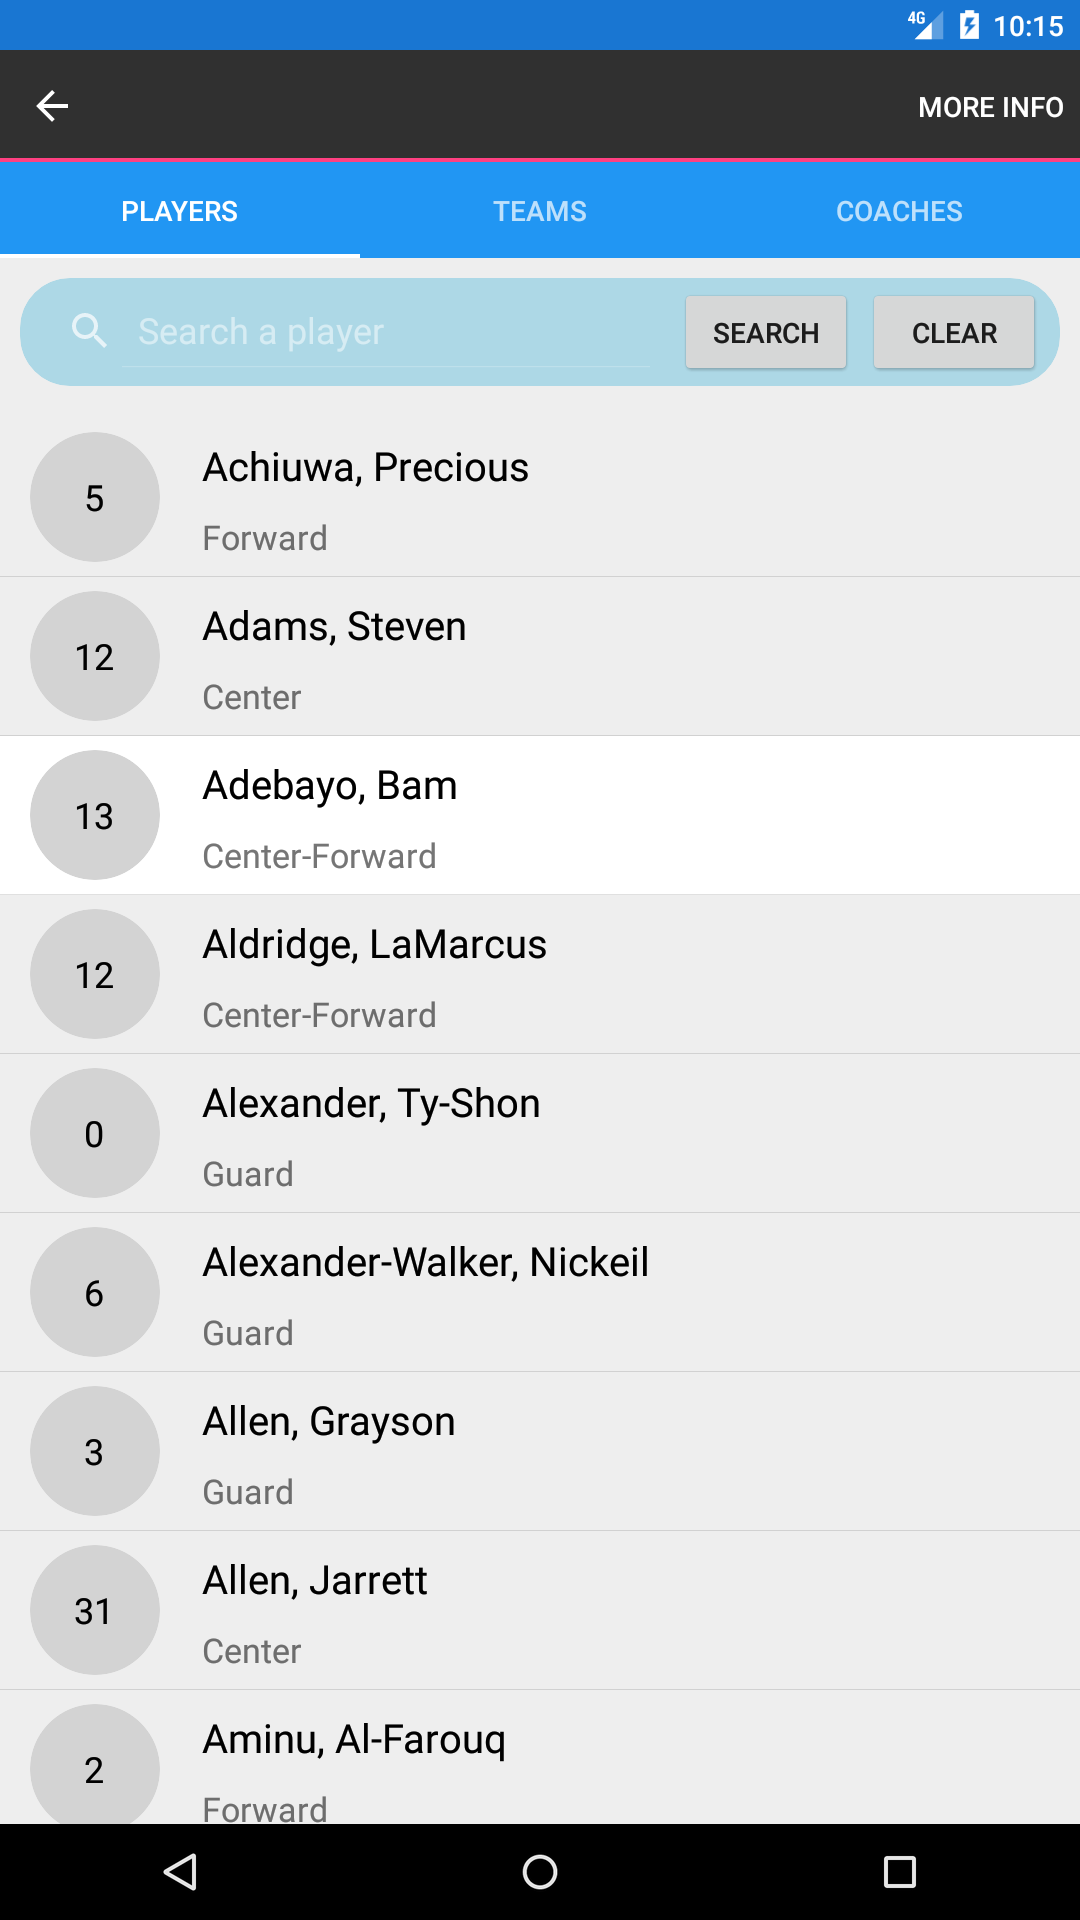 4G 10:15
MORE INFO
PLAYERS TEAMS COACHES
Search a player SEARCH CLEAR
Achiuwa, Precious
5
Forward
Adams, Steven
12
Center
Adebayo, Bam
13
Center-Forward
Aldridge, LaMarcus
12
Center-Forward
Alexander, Ty-Shon
0
Guard
Alexander-Walker, Nickeil
6
Guard
Allen, Grayson
3
Guard
Allen, Jarrett
31
Center
Aminu, Al-Farouq
2
Forward